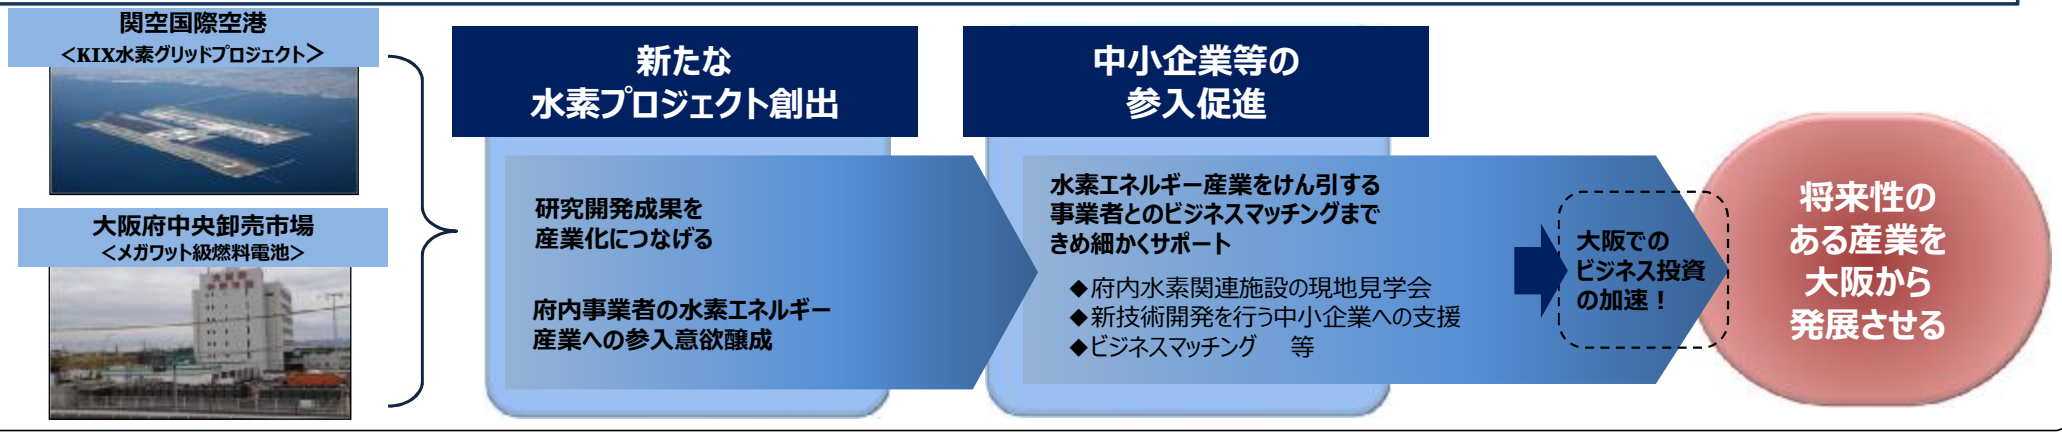 関空国際空港
<KIX水素グリッドプロジェクト>
大阪府中央卸売市場
<メガワット級燃料電池>
新たな
水素プロジェクト創出
研究開発成果を
産業化につなげる
府内事業者の水素エネルギー
産業への参入意欲醸成
中小企業等の
参入促進
水素エネルギー産業をけん引する
事業者とのビジネスマッチングまで
きめ細かくサポート
◆府内水素関連施設の現地見学会
◆新技術開発を行う中小企業への支援
◆ビジネスマッチング　等
大阪での
ビジネス投資
の加速！
将来性の
ある産業を
大阪から
発展させる